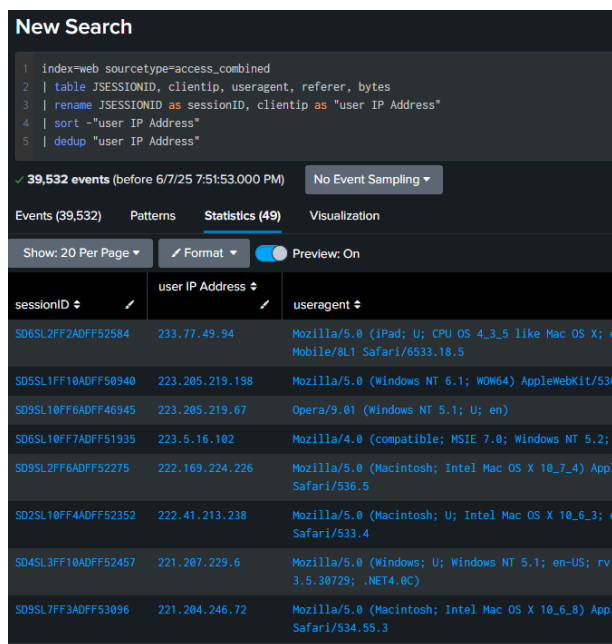 New Search
1 index=web sourcetype=access_combined
2 | table JSESSIONID, clientip, useragent, referer, bytes
3 | rename JSESSIONID as sessionID, clientip as "user IP Address"
4 | sort -"user IP Address"
5 | dedup "user IP Address"
✓ 39,532 events (before 6/7/25 7:51:53.000 PM) No Event Sampling
Events (39,532) Patterns Statistics (49) Visualization
Show: 20 Per Page Format Preview: On
sessionID user IP Address useragent
SD6SL2FF2ADFF52584 233.77.49.94 Mozilla/5.0 (iPad; U; CPU OS 4_3_5 like Mac OS X;
Mobile/8L1 Safari/6533.18.5
SD5SL1FF10ADFF50940 223.205.219.198 Mozilla/5.0 (Windows NT 6.1; WOW64) AppleWebKit/536
SD9SL10FF6ADFF46945 223.205.219.67 Opera/9.01 (Windows NT 5.1; U; en)
SD6SL10FF7ADFF51935 223.5.16.102 Mozilla/4.0 (compatible; MSIE 7.0; Windows NT 5.2;
SD9SL2FF6ADFF52275 222.169.224.226 Mozilla/5.0 (Macintosh; Intel Mac OS X 10_7_4) Appl
Safari/536.5
SD2SL10FF4ADFF52352 222.41.213.238 Mozilla/5.0 (Macintosh; U; Intel Mac OS X 10_6_3;
Safari/533.4
SD4SL3FF10ADFF52457 221.207.229.6 Mozilla/5.0 (Windows; U; Windows NT 5.1; en-US; rv
3.5.30729; .NET4.0C)
SD9SL7FF3ADFF53096 221.204.246.72 Mozilla/5.0 (Macintosh; Intel Mac OS X 10_6_8) Appl
Safari/534.55.3